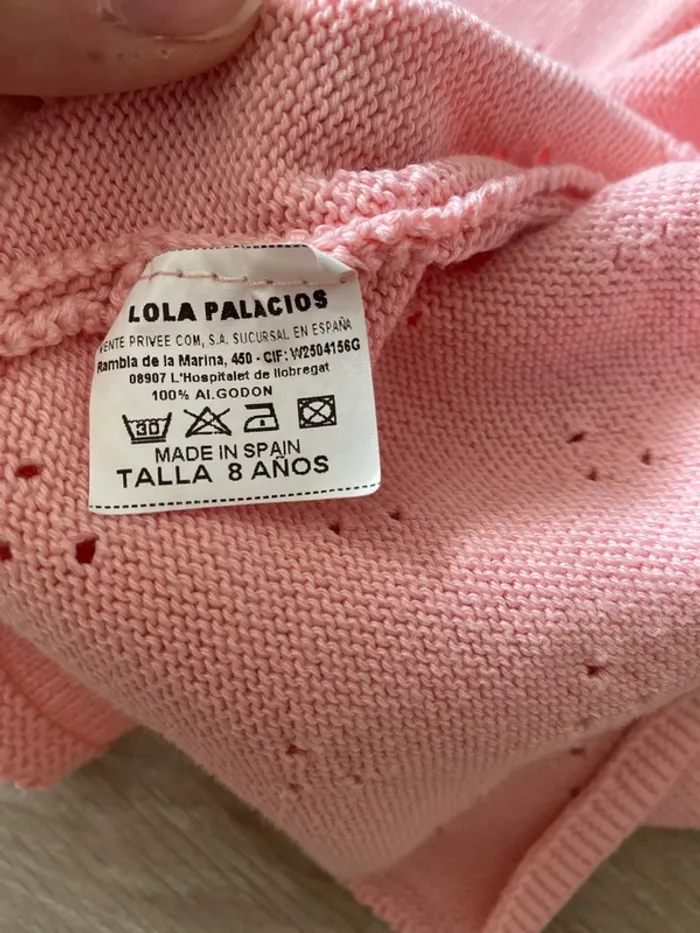 LOLA PALACIOS
VENTE PRIVEE COM, S.A. SUCURSAL EN ESPAÑA
Rambla de la Marina, 450 - CIF: W2504156G
08907 L'Hospitalet de llobregat
100% AI.GODON
30
MADE IN SPAIN
TALLA 8 AÑOS